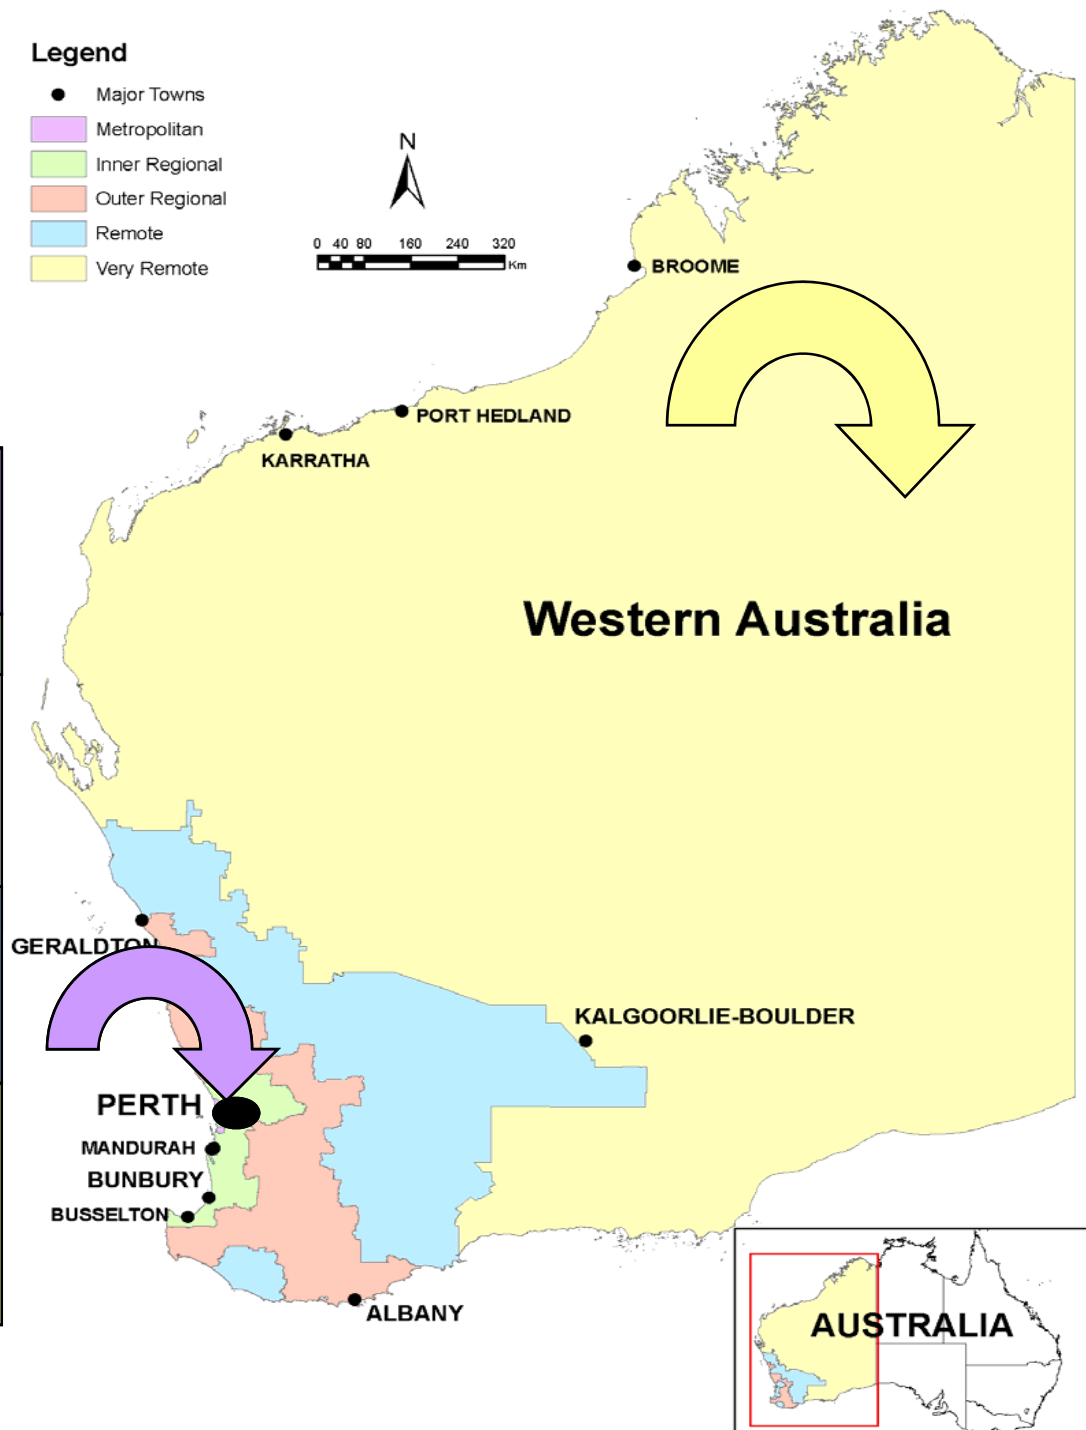 Legend
Major Towns
Metropolitan
Inner Regional
Outer Regional
Remote
Very Remote
N
0 40 80 160 240 320
Km
BROOME
PORT HEDLAND
KARRATHA
Western Australia
GERALDTON
KALGOORLIE-BOULDER
PERTH
MANDURAH
BUNBURY
BUSSELTON
ALBANY
AUSTRALIA